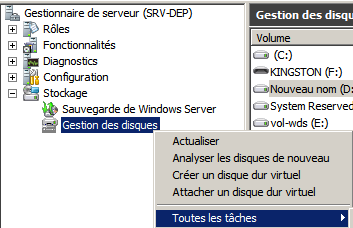 Gestionnaire de serveur (SRV-DEP)
Rôles
Fonctionnalités
Diagnostics
Configuration
Stockage
Sauvegarde de Windows Server
Gestion des disques
Gestion des disqu
Volume
(C:)
KINGSTON (F:)
Nouveau nom (D:
System Reserved
vol-wds (E:)
Actualiser
Analyser les disques de nouveau
Créer un disque dur virtuel
Attacher un disque dur virtuel
Toutes les tâches